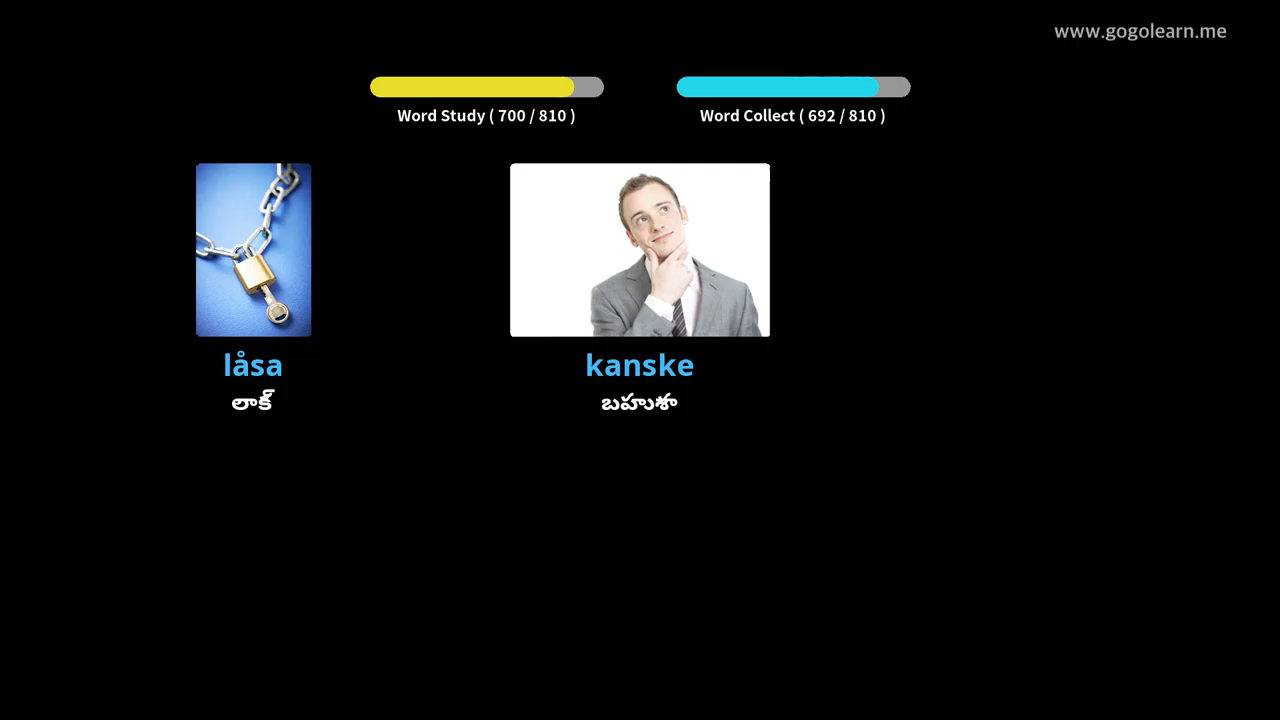 www.gogolearn.me
Word Study ( 700 / 810 )
Word Collect ( 692 / 810 )
låsa
kanske
లాక్
బహుశా